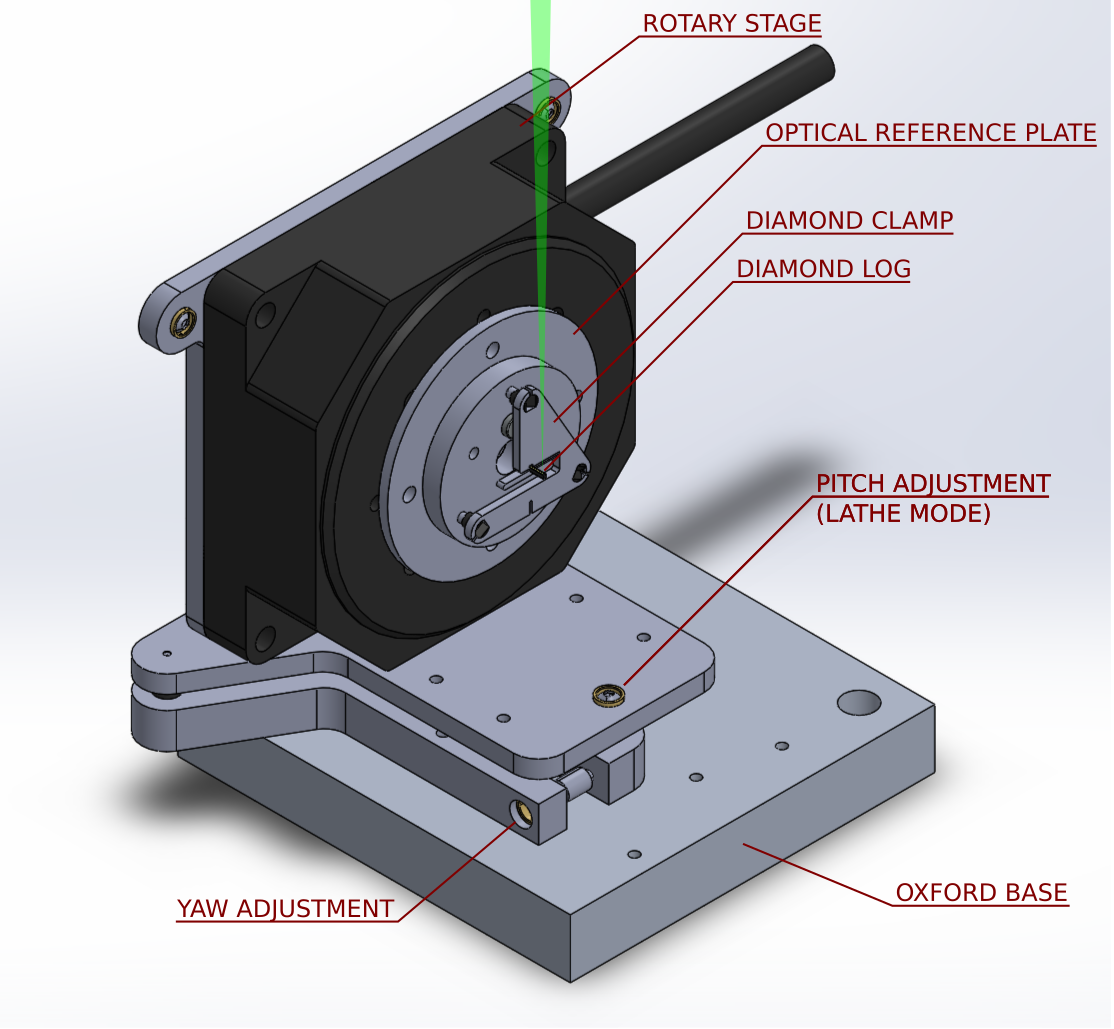 ROTARY STAGE
OPTICAL REFERENCE PLATE
DIAMOND CLAMP
DIAMOND LOG
PITCH ADJUSTMENT
(LATHE MODE)
OXFORD BASE
YAW ADJUSTMENT